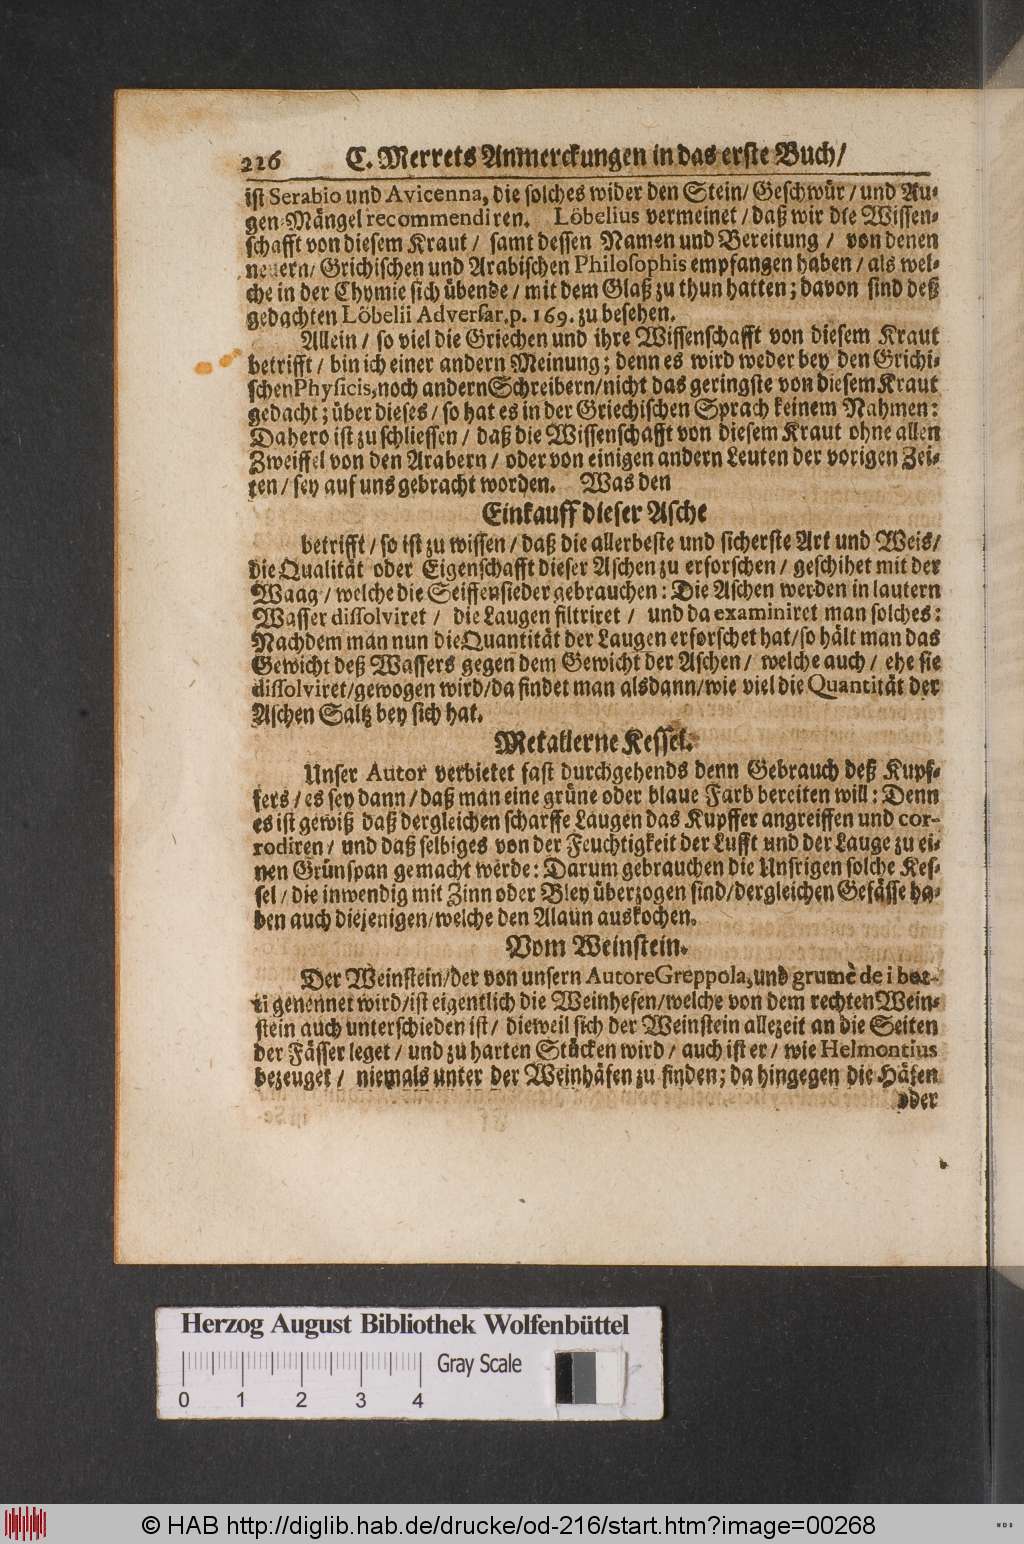 226 C. Merrets Anmerckungen in das erste Buch/
ist Serabio und Avicenna, die solches wider den Stein/ Geschwür / und Au-
gen-Mängel recommendiren. Löbelius vermeinet / daß wir die Wissen-
schafft von diesem Kraut / samt dessen Namen und Bereitung / von denen
neuern/ Grichischen und Arabischen Philosophis empfangen haben / als wel-
che in der Chymie sich übende / mit dem Glaß zu thun hatten; davon sind deß
gedachten Löbelii Adversar. p. 169. zu besehen.
Allein / so viel die Griechen und ihre Wissenschafft von diesem Kraut
betrifft / bin ich einer andern Meinung; denn es wird weder bey den Grichi-
schen Physicis, noch andern Schreibern/nicht das geringste von diesem Kraut
gedacht; über dieses / so hat es in der Griechischen Sprach keinem Nahmen:
Dahero ist zu schliessen / daß die Wissenschafft von diesem Kraut ohne allen
Zweiffel von den Arabern / oder von einigen andern Leuten der vorigen Zei-
ten / sey auf uns gebracht worden. Was den
Einkauff dieser Asche
betrifft / so ist zu wissen / daß die allerbeste und sicherste Art und Weis/
die Qualität oder Eigenschafft dieser Aschen zu erforschen / geschihet mit der
Waag / welche die Seiffensieder gebrauchen: Die Aschen werden in lautern
Wasser dissolviret / die Laugen filtriret / und da examiniret man solches:
Nachdem man nun die Quantität der Laugen erforschet hat/so hält man das
Gewicht deß Wassers gegen dem Gewicht der Aschen / welche auch / ehe sie
dissolviret/gewogen wird/da findet man alsdann/wie viel die Quantität der
Aschen Saltz bey sich hat.
Metallerne Kessel.
Unser Autor verbietet fast durchgehends denn Gebrauch deß Kupf-
fers / es sey dann / daß man eine grüne oder blaue Farb bereiten will: Denn
es ist gewiß daß dergleichen scharffe Laugen das Kupffer angreiffen und cor-
rodiren / und daß selbiges von der Feuchtigkeit der Lufft und der Lauge zu ei-
nen Grünspan gemacht werde: Darum gebrauchen die Unsrigen solche Kes-
sel / die inwendig mit Zinn oder Bley überzogen sind/dergleichen Gefässe ha-
ben auch diejenigen/welche den Alaun auskochen.
Vom Weinstein.
Der Weinstein/der von unsern Autore Greppola, und grumè de i bot-
ti genennet wird/ist eigentlich die Weinhefen/welche von dem rechten Wein-
stein auch unterschieden ist / dieweil sich der Weinstein allezeit an die Seiten
der Fässer leget / und zu harten Stücken wird / auch ist er / wie Helmontius
bezeuget / niemals unter der Weinhäfen zu finden; da hingegen die Häfen
oder
Herzog August Bibliothek Wolfenbüttel
Gray Scale
0 1 2 3 4
© HAB http://diglib.hab.de/drucke/od-216/start.htm?image=00268